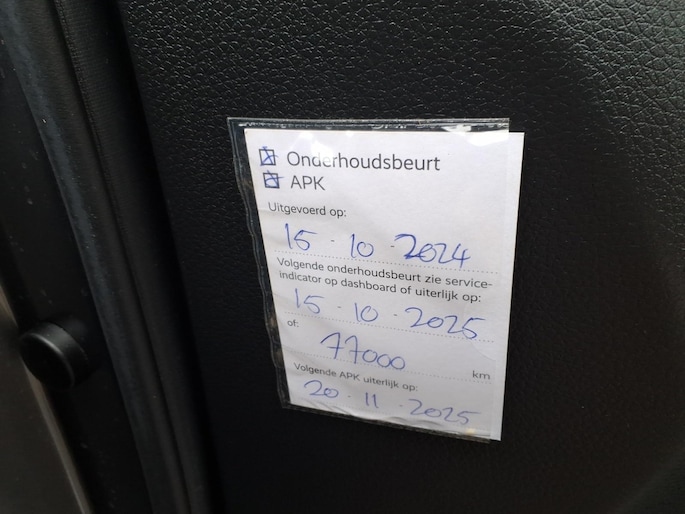 Onderhoudsbeurt
APK
Uitgevoerd op:
15 - 10 - 2024
Volgende onderhoudsbeurt zie service-
indicator op dashboard of uiterlijk op:
15 - 10 - 2025
of:
77000 km
Volgende APK uiterlijk op:
20 - 11 - 2025